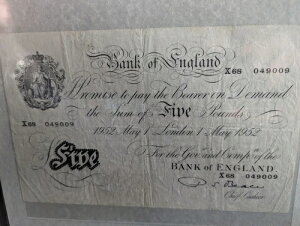 Bank of England
X68 049009
Promise to pay the Bearer on Demand
the Sum of Five Pounds
X68 049009
1952 May 1 London 1 May 1952
For the Gov.r and Comp.a of the
BANK OF ENGLAND.
Five
Chief Cashier